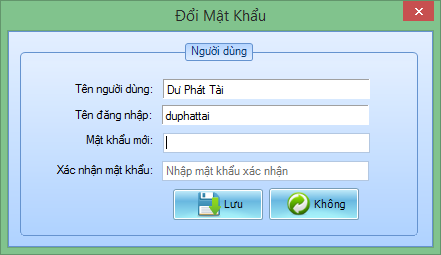 Đổi Mật Khẩu
Người dùng
Tên người dùng: Dư Phát Tài
Tên đăng nhập: duphattai
Mật khẩu mới:
Xác nhận mật khẩu: Nhập mật khẩu xác nhận
Lưu Không